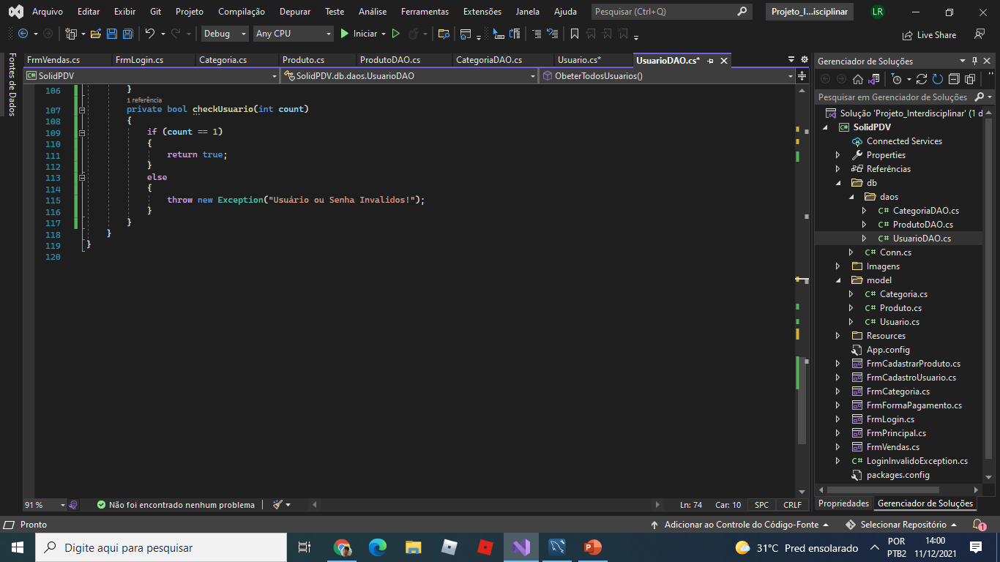 Arquivo Editar Exibir Git Projeto Compilação Depurar Teste Análise Ferramentas Extensões Janela Ajuda Pesquisar (Ctrl+Q) Projeto_I...isciplinar LR
Debug Any CPU Iniciar Live Share
Fontes de Dados
FrmVendas.cs FrmLogin.cs Categoria.cs Produto.cs ProdutoDAO.cs CategoriaDAO.cs Usuario.cs* UsuarioDAO.cs*
SolidPDV SolidPDV.db.daos.UsuarioDAO ObeterTodosUsuarios()
106 }
1 referência
107 private bool checkUsuario(int count)
108 {
109 if (count == 1)
110 {
111 return true;
112 }
113 else
114 {
115 throw new Exception("Usuário ou Senha Invalidos!");
116 }
117 }
118 }
119 }
120
91 % Não foi encontrado nenhum problema Ln: 74 Car: 10 SPC CRLF
Gerenciador de Soluções
Pesquisar em Gerenciador de Soluções
Solução 'Projeto_Interdisciplinar' (1 d
C# SolidPDV
Connected Services
Properties
Referências
db
daos
C# CategoriaDAO.cs
C# ProdutoDAO.cs
C# UsuarioDAO.cs
C# Conn.cs
Imagens
model
C# Categoria.cs
C# Produto.cs
C# Usuario.cs
Resources
App.config
FrmCadastrarProduto.cs
FrmCadastroUsuario.cs
FrmCategoria.cs
FrmFormaPagamento.cs
FrmLogin.cs
FrmPrincipal.cs
FrmVendas.cs
C# LoginInvalidoException.cs
packages.config
Propriedades Gerenciador de Soluções
Pronto Adicionar ao Controle do Código-Fonte Selecionar Repositório 1
Digite aqui para pesquisar 31°C Pred ensolarado POR PTB2 14:00 11/12/2021